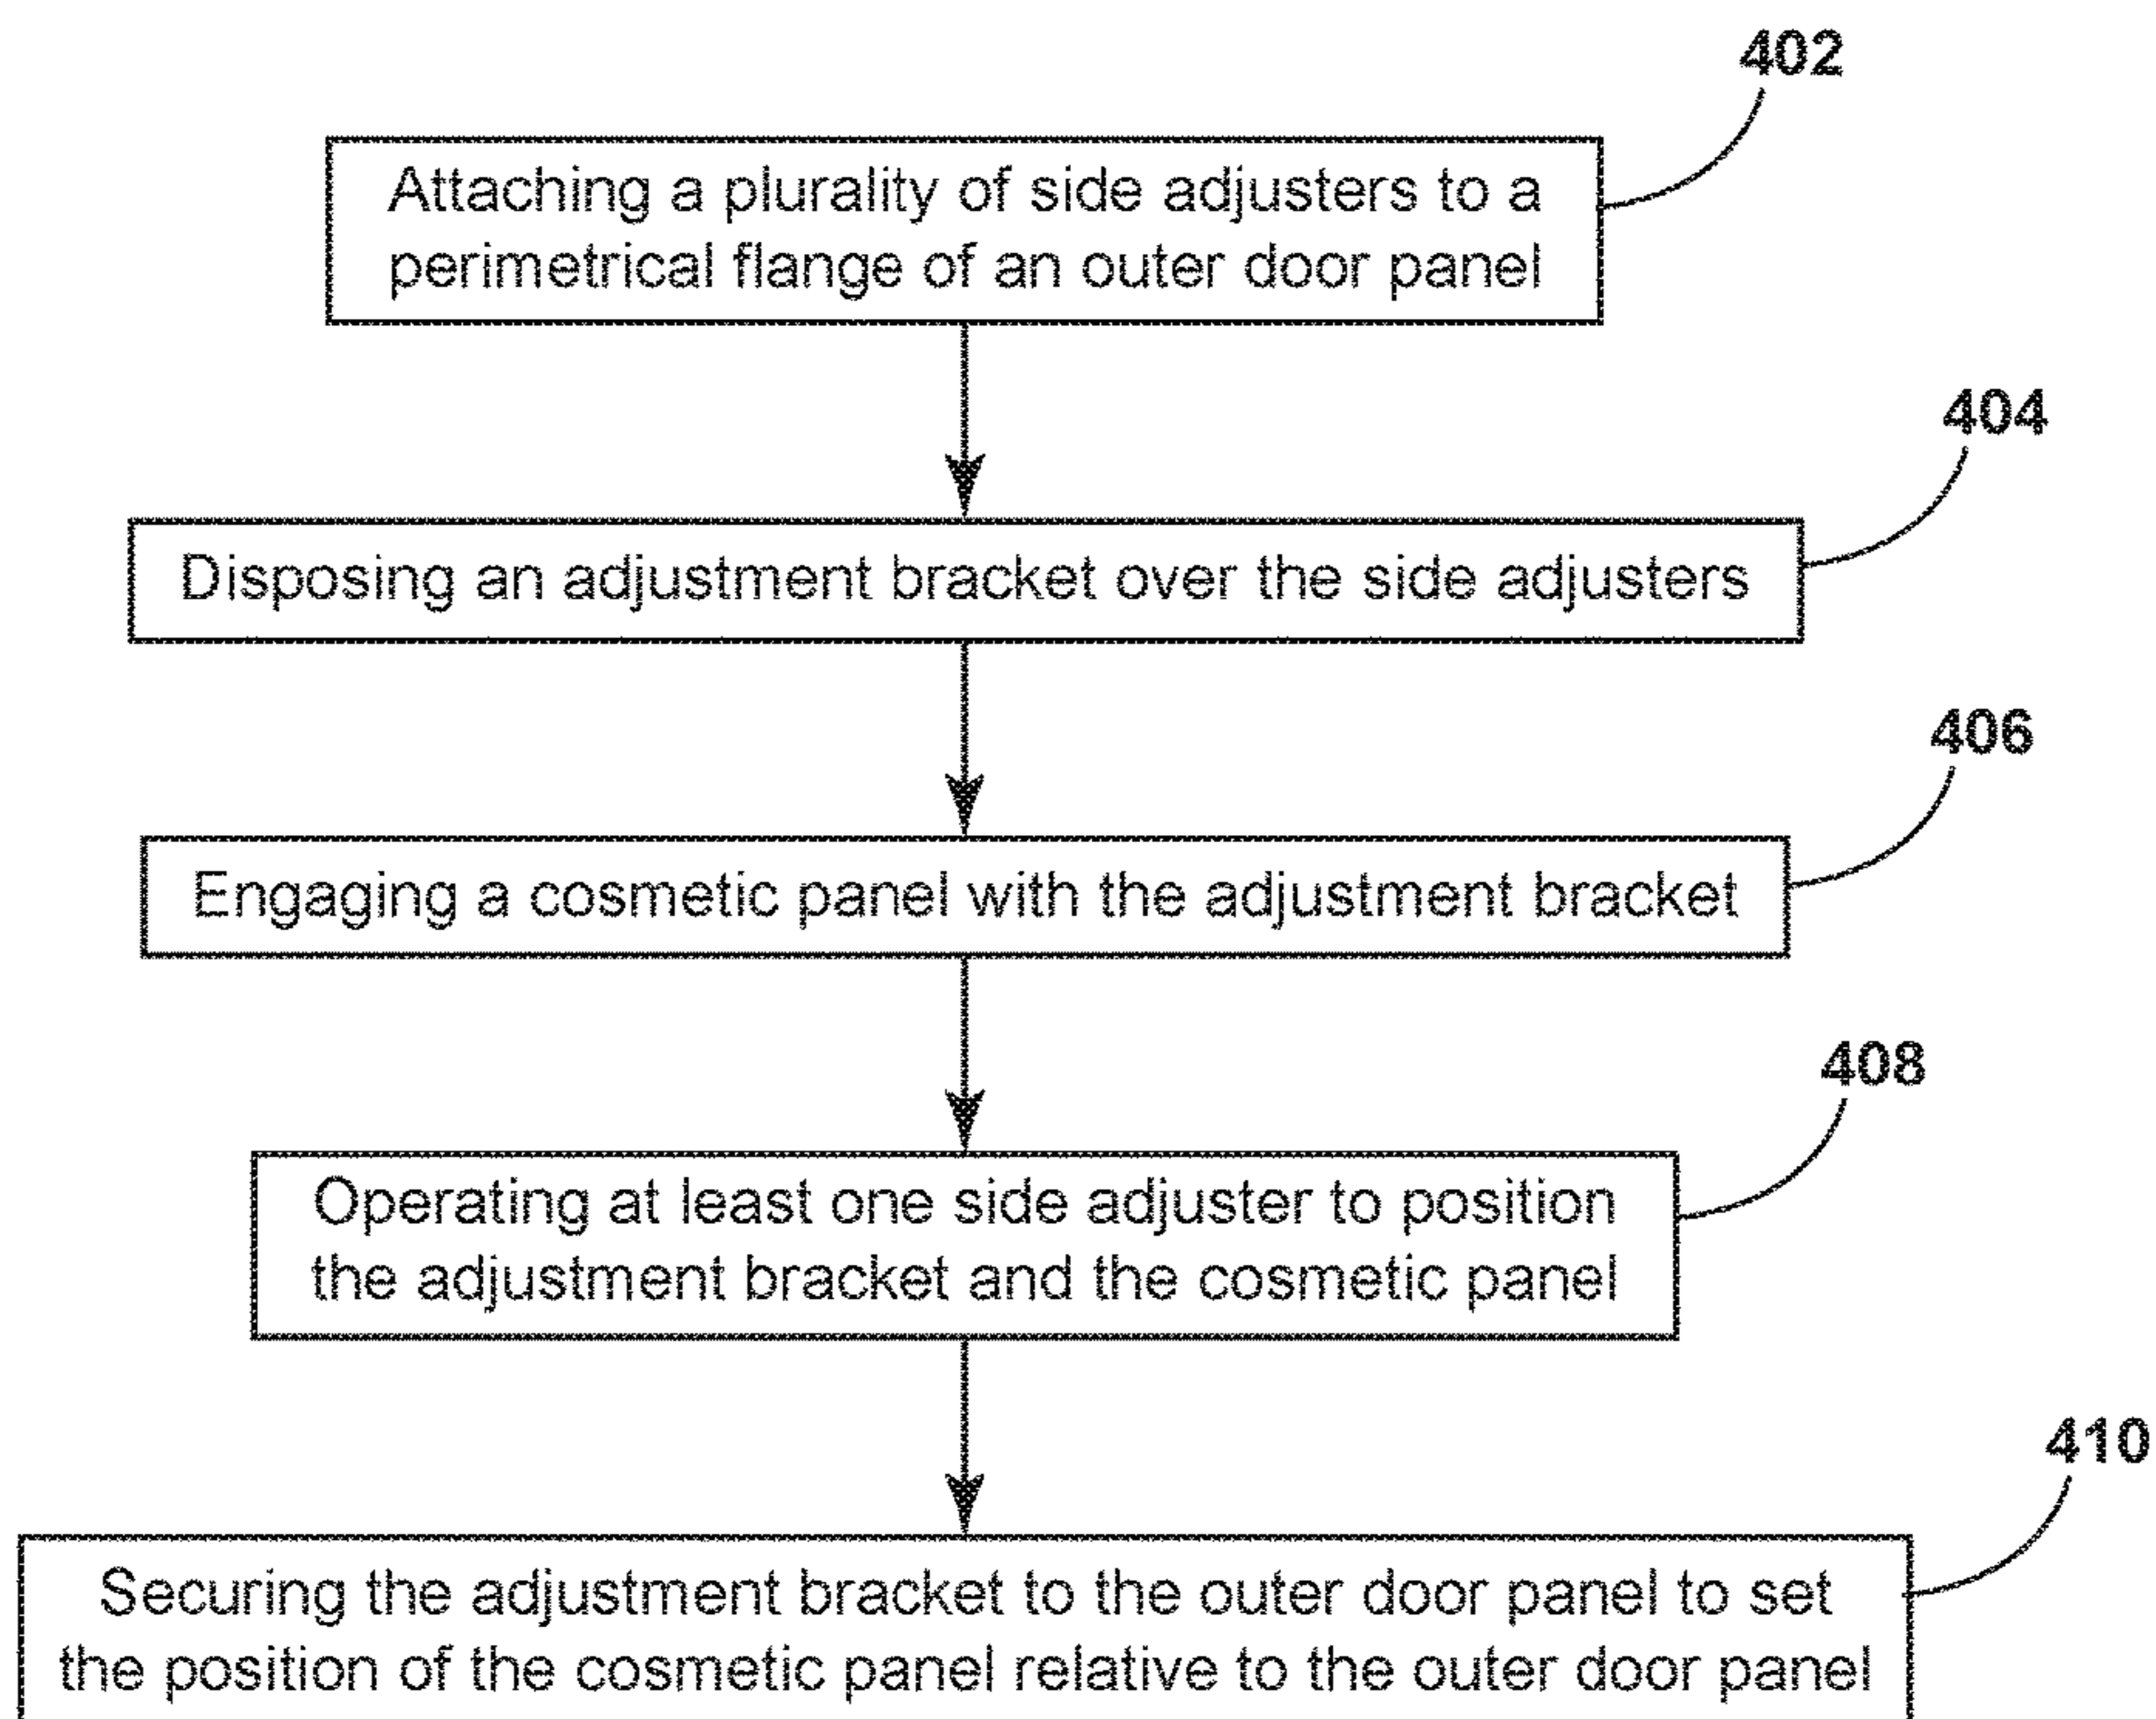 402
Attaching a plurality of side adjusters to a
perimetrical flange of an outer door panel
404
Disposing an adjustment bracket over the side adjusters
406
Engaging a cosmetic panel with the adjustment bracket
408
Operating at least one side adjuster to position
the adjustment bracket and the cosmetic panel
410
Securing the adjustment bracket to the outer door panel to set
the position of the cosmetic panel relative to the outer door panel